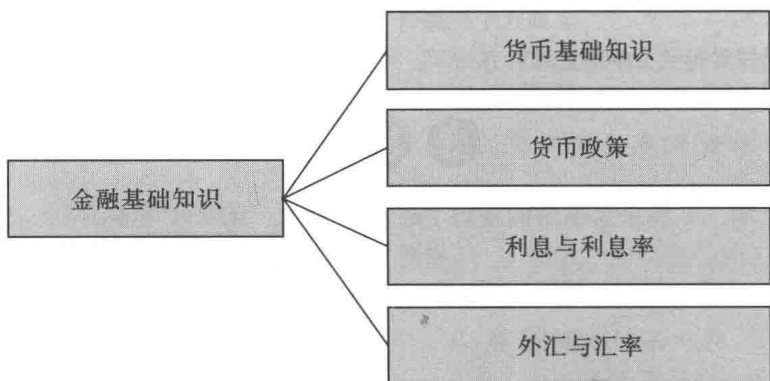 货币基础知识
货币政策
金融基础知识
利息与利息率
外汇与汇率